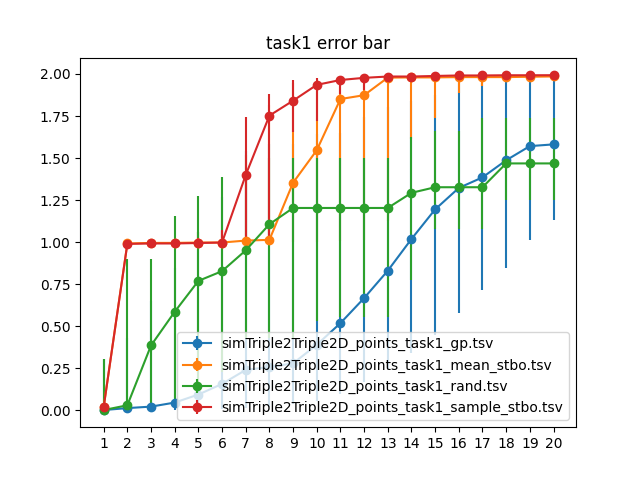 task1 error bar
2.00
1.75
1.50
1.25
1.00
0.75
0.50
0.25
0.00
simTriple2Triple2D_points_task1_gp.tsv
simTriple2Triple2D_points_task1_mean_stbo.tsv
simTriple2Triple2D_points_task1_rand.tsv
simTriple2Triple2D_points_task1_sample_stbo.tsv
1 2 3 4 5 6 7 8 9 10 11 12 13 14 15 16 17 18 19 20